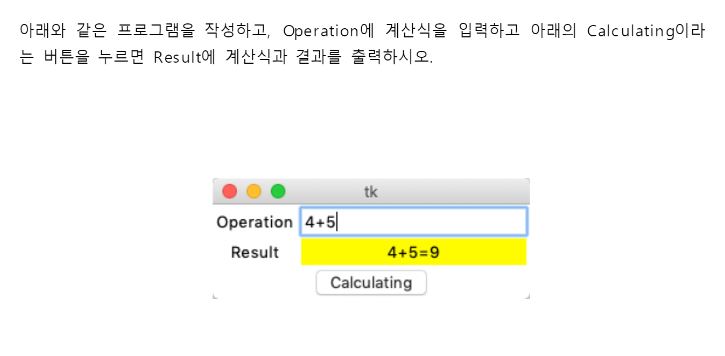 아래와 같은 프로그램을 작성하고, Operation에 계산식을 입력하고 아래의 Calculating이라
는 버튼을 누르면 Result에 계산식과 결과를 출력하시오.
tk
Operation 4+5
Result 4+5=9
Calculating